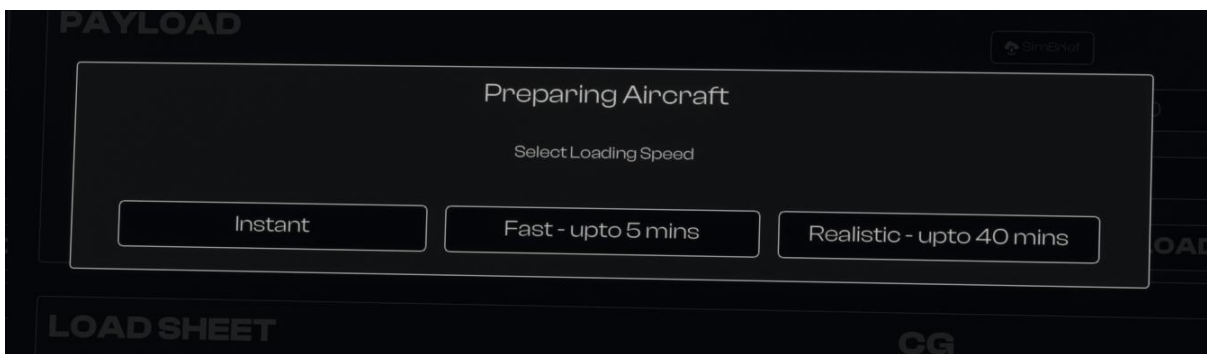 PAYLOAD
SimBrief
Preparing Aircraft
Select Loading Speed
Instant
Fast - upto 5 mins
Realistic - upto 40 mins
LOAD SHEET
CG